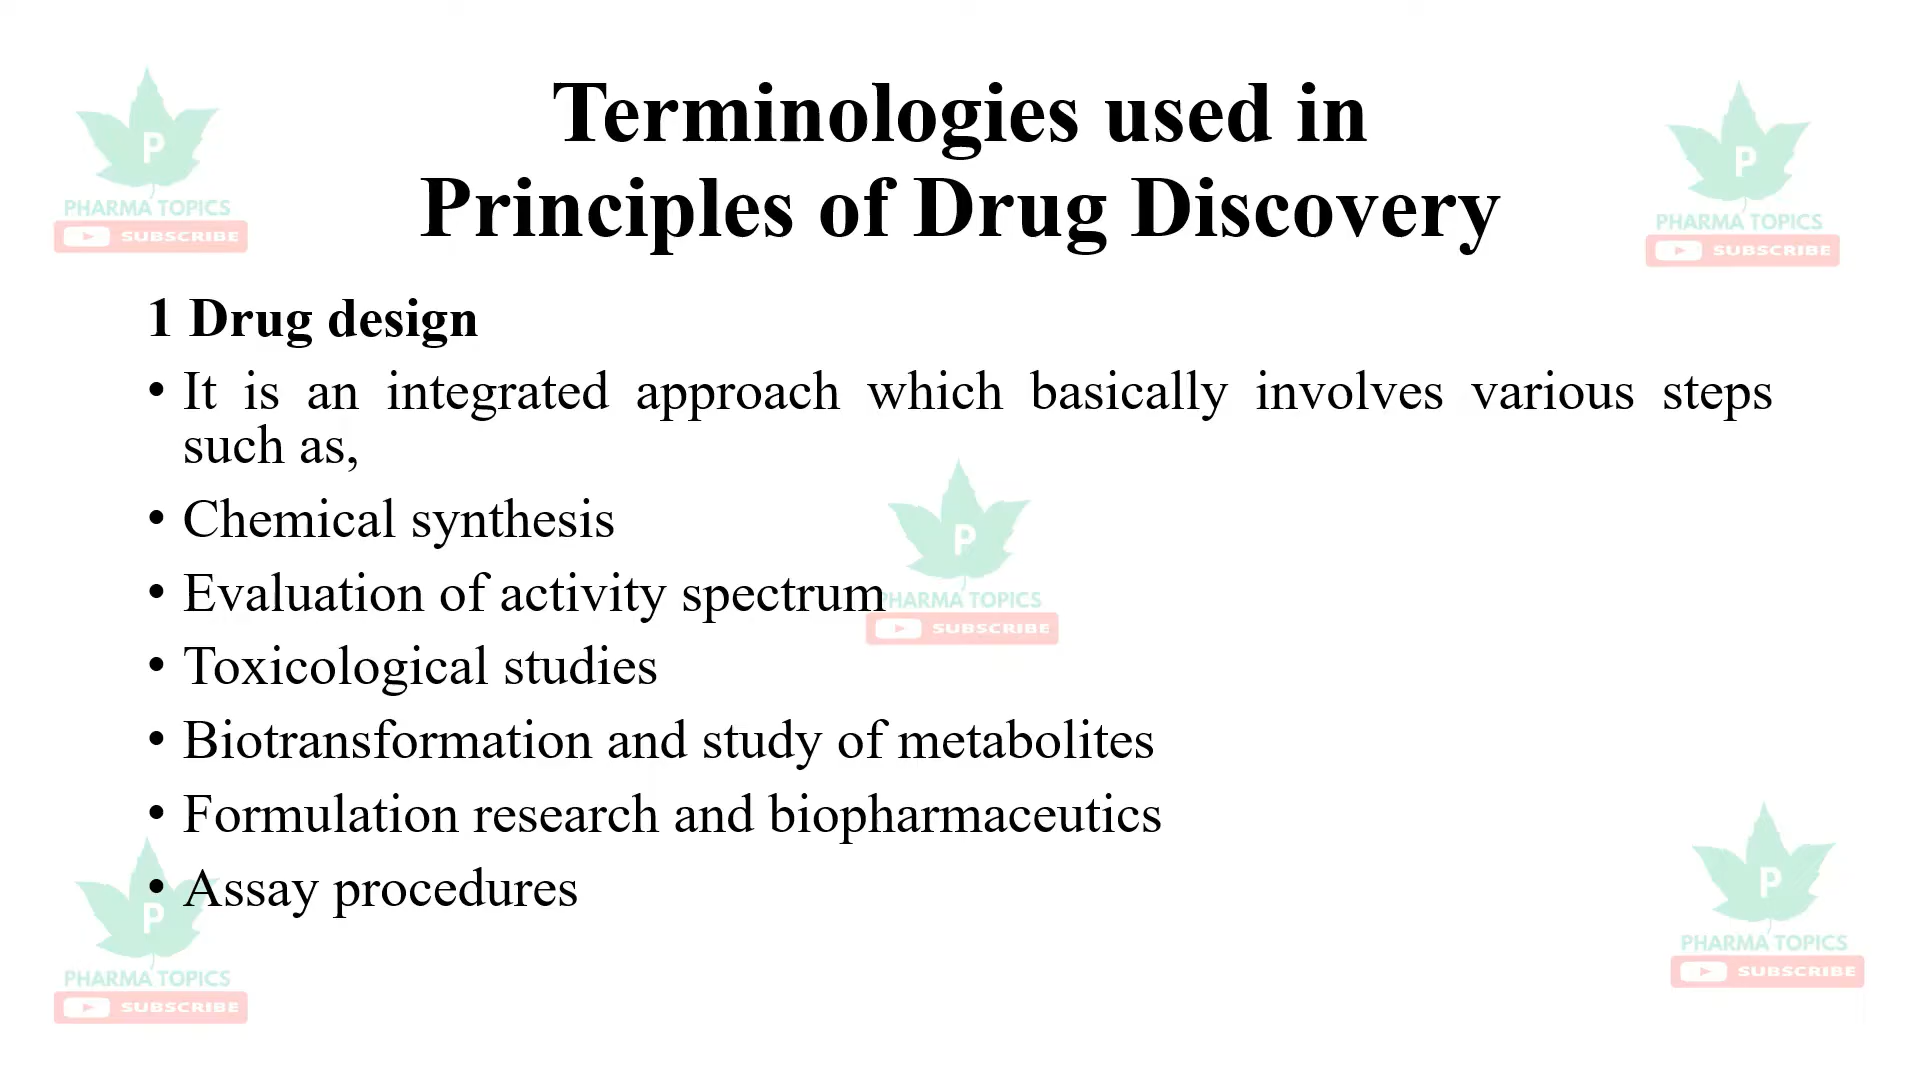 Terminologies used in
Principles of Drug Discovery
P
PHARMA TOPICS
SUBSCRIBE
P
PHARMA TOPICS
SUBSCRIBE
1 Drug design
• It is an integrated approach which basically involves various steps
such as,
• Chemical synthesis
• Evaluation of activity spectrum
• Toxicological studies
• Biotransformation and study of metabolites
• Formulation research and biopharmaceutics
• Assay procedures
P
PHARMA TOPICS
SUBSCRIBE
P
PHARMA TOPICS
SUBSCRIBE
P
PHARMA TOPICS
SUBSCRIBE